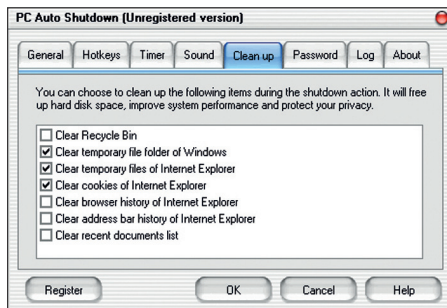 PC Auto Shutdown (Unregistered version)
General Hotkeys Timer Sound Clean up Password Log About
You can choose to clean up the following items during the shutdown action. It will free
up hard disk space, improve system performance and protect your privacy.
Clear Recycle Bin
Clear temporary file folder of Windows
Clear temporary files of Internet Explorer
Clear cookies of Internet Explorer
Clear browser history of Internet Explorer
Clear address bar history of Internet Explorer
Clear recent documents list
Register OK Cancel Help